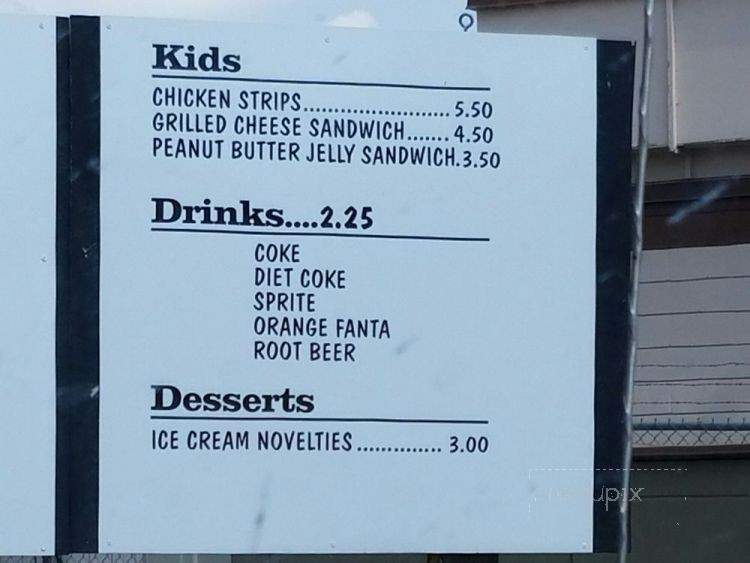 Kids
CHICKEN STRIPS......................... 5.50
GRILLED CHEESE SANDWICH....... 4.50
PEANUT BUTTER JELLY SANDWICH.3.50
Drinks....2.25
COKE
DIET COKE
SPRITE
ORANGE FANTA
ROOT BEER
Desserts
ICE CREAM NOVELTIES.............. 3.00